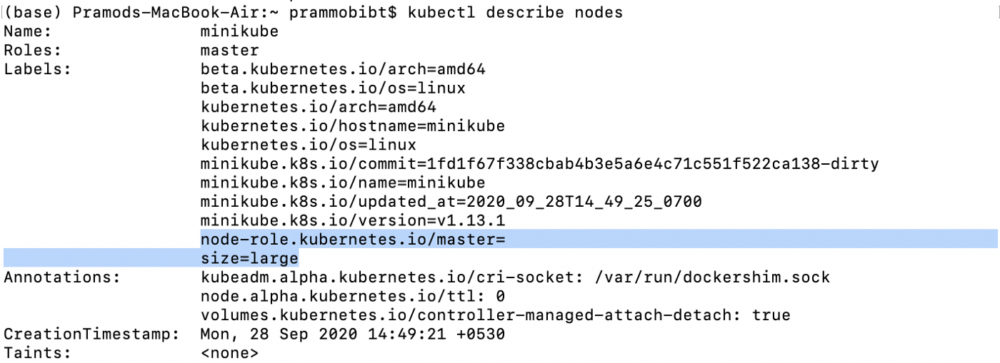 (base) Pramods-MacBook-Air:~ prammobibt$ kubectl describe nodes
Name:               minikube
Roles:              master
Labels:             beta.kubernetes.io/arch=amd64
                    beta.kubernetes.io/os=linux
                    kubernetes.io/arch=amd64
                    kubernetes.io/hostname=minikube
                    kubernetes.io/os=linux
                    minikube.k8s.io/commit=1fd1f67f338cbab4b3e5a6e4c71c551f522ca138-dirty
                    minikube.k8s.io/name=minikube
                    minikube.k8s.io/updated_at=2020_09_28T14_49_25_0700
                    minikube.k8s.io/version=v1.13.1
                    node-role.kubernetes.io/master=
                    size=large
Annotations:        kubeadm.alpha.kubernetes.io/cri-socket: /var/run/dockershim.sock
                    node.alpha.kubernetes.io/ttl: 0
                    volumes.kubernetes.io/controller-managed-attach-detach: true
CreationTimestamp:  Mon, 28 Sep 2020 14:49:21 +0530
Taints:             <none>